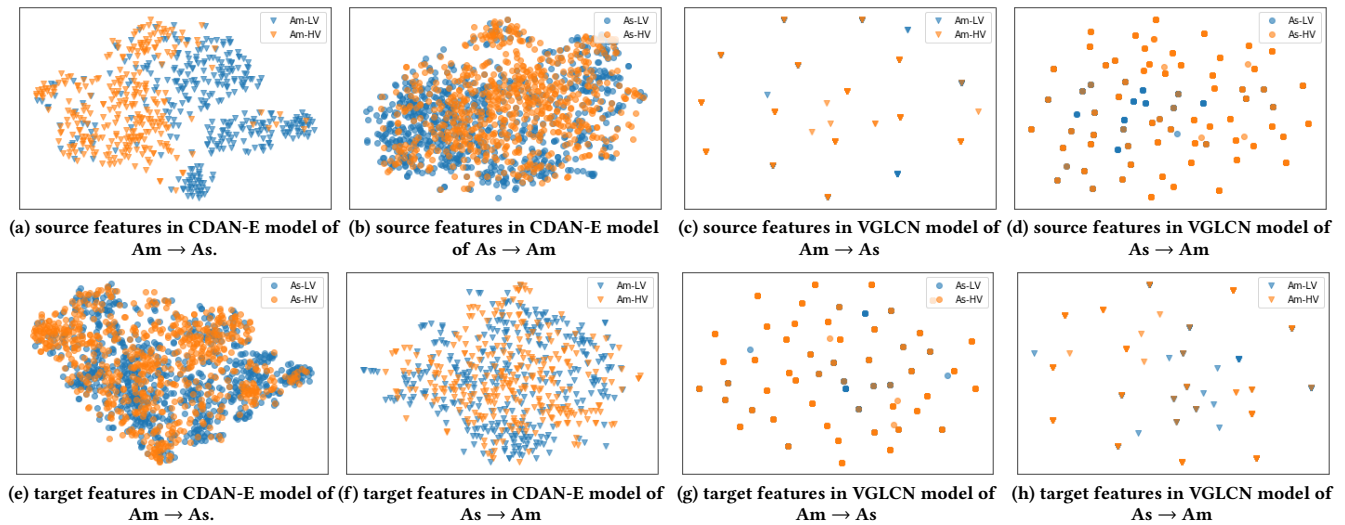 Am-LV
Am-HV
As-LV
As-HV
Am-LV
Am-HV
As-LV
As-HV
(a) source features in CDAN-E model of
Am → As.
(b) source features in CDAN-E model
of As → Am
(c) source features in VGLCN model of
Am → As
(d) source features in VGLCN model of
As → Am
As-LV
As-HV
Am-LV
Am-HV
As-LV
As-HV
Am-LV
Am-HV
(e) target features in CDAN-E model of
Am → As.
(f) target features in CDAN-E model of
As → Am
(g) target features in VGLCN model of
Am → As
(h) target features in VGLCN model of
As → Am